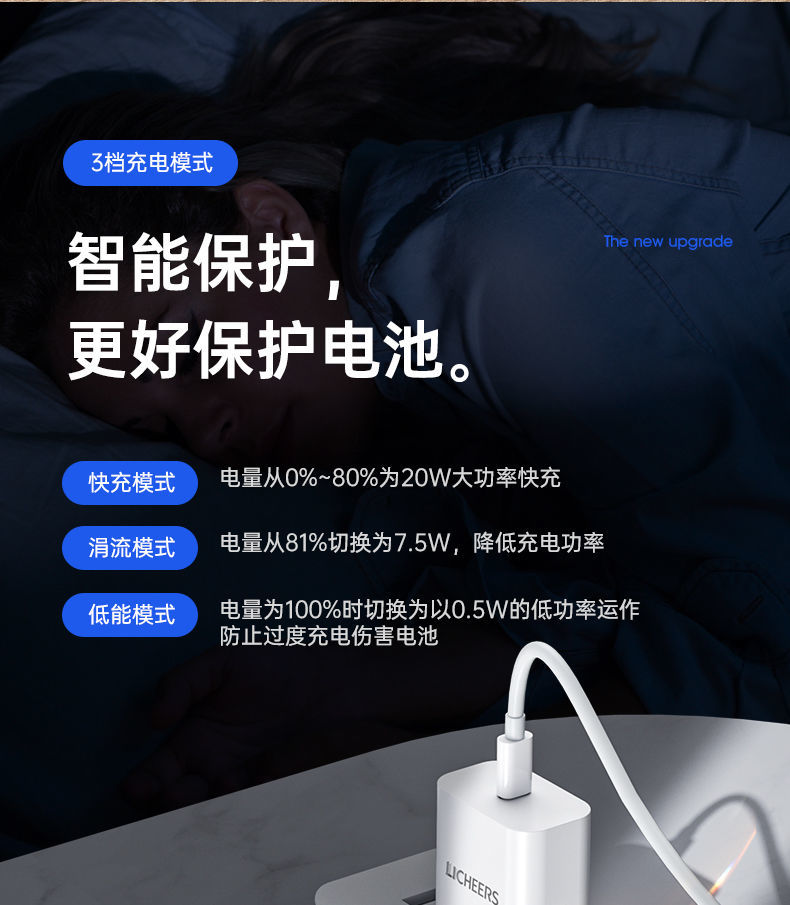 3档充电模式
智能保护，
The new upgrade
更好保护电池。
快充模式
电量从0%~80%为20W大功率快充
涓流模式
电量从81%切换为7.5W，降低充电功率
低能模式
电量为100%时切换为以0.5W的低功率运作
防止过度充电伤害电池
LICHEERS